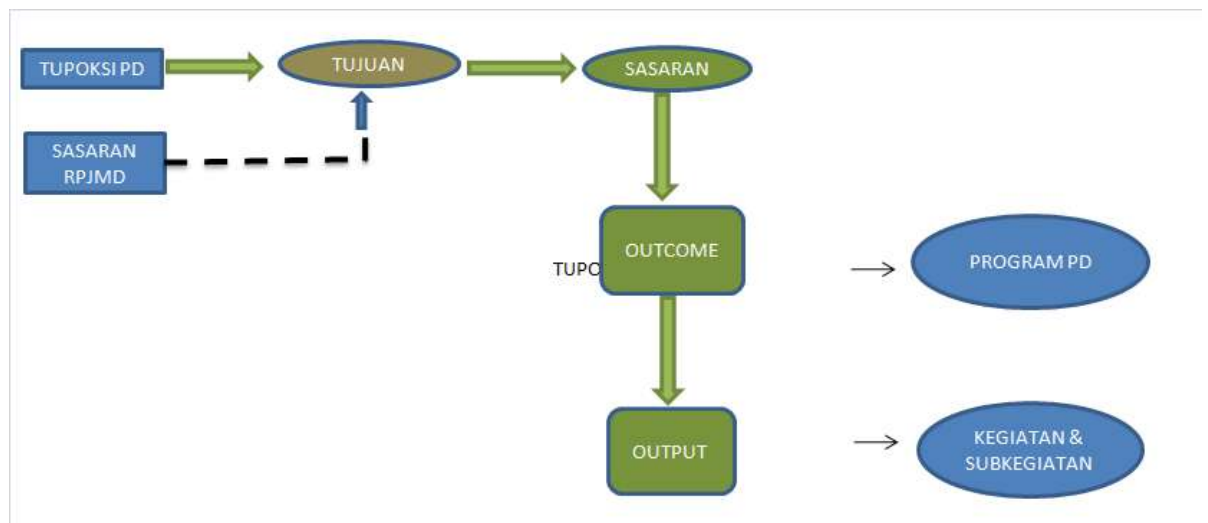 TUPOKSI PD
TUJUAN
SASARAN
SASARAN
RPJMD
OUTCOME
TUPO
PROGRAM PD
OUTPUT
KEGIATAN &
SUBKEGIATAN